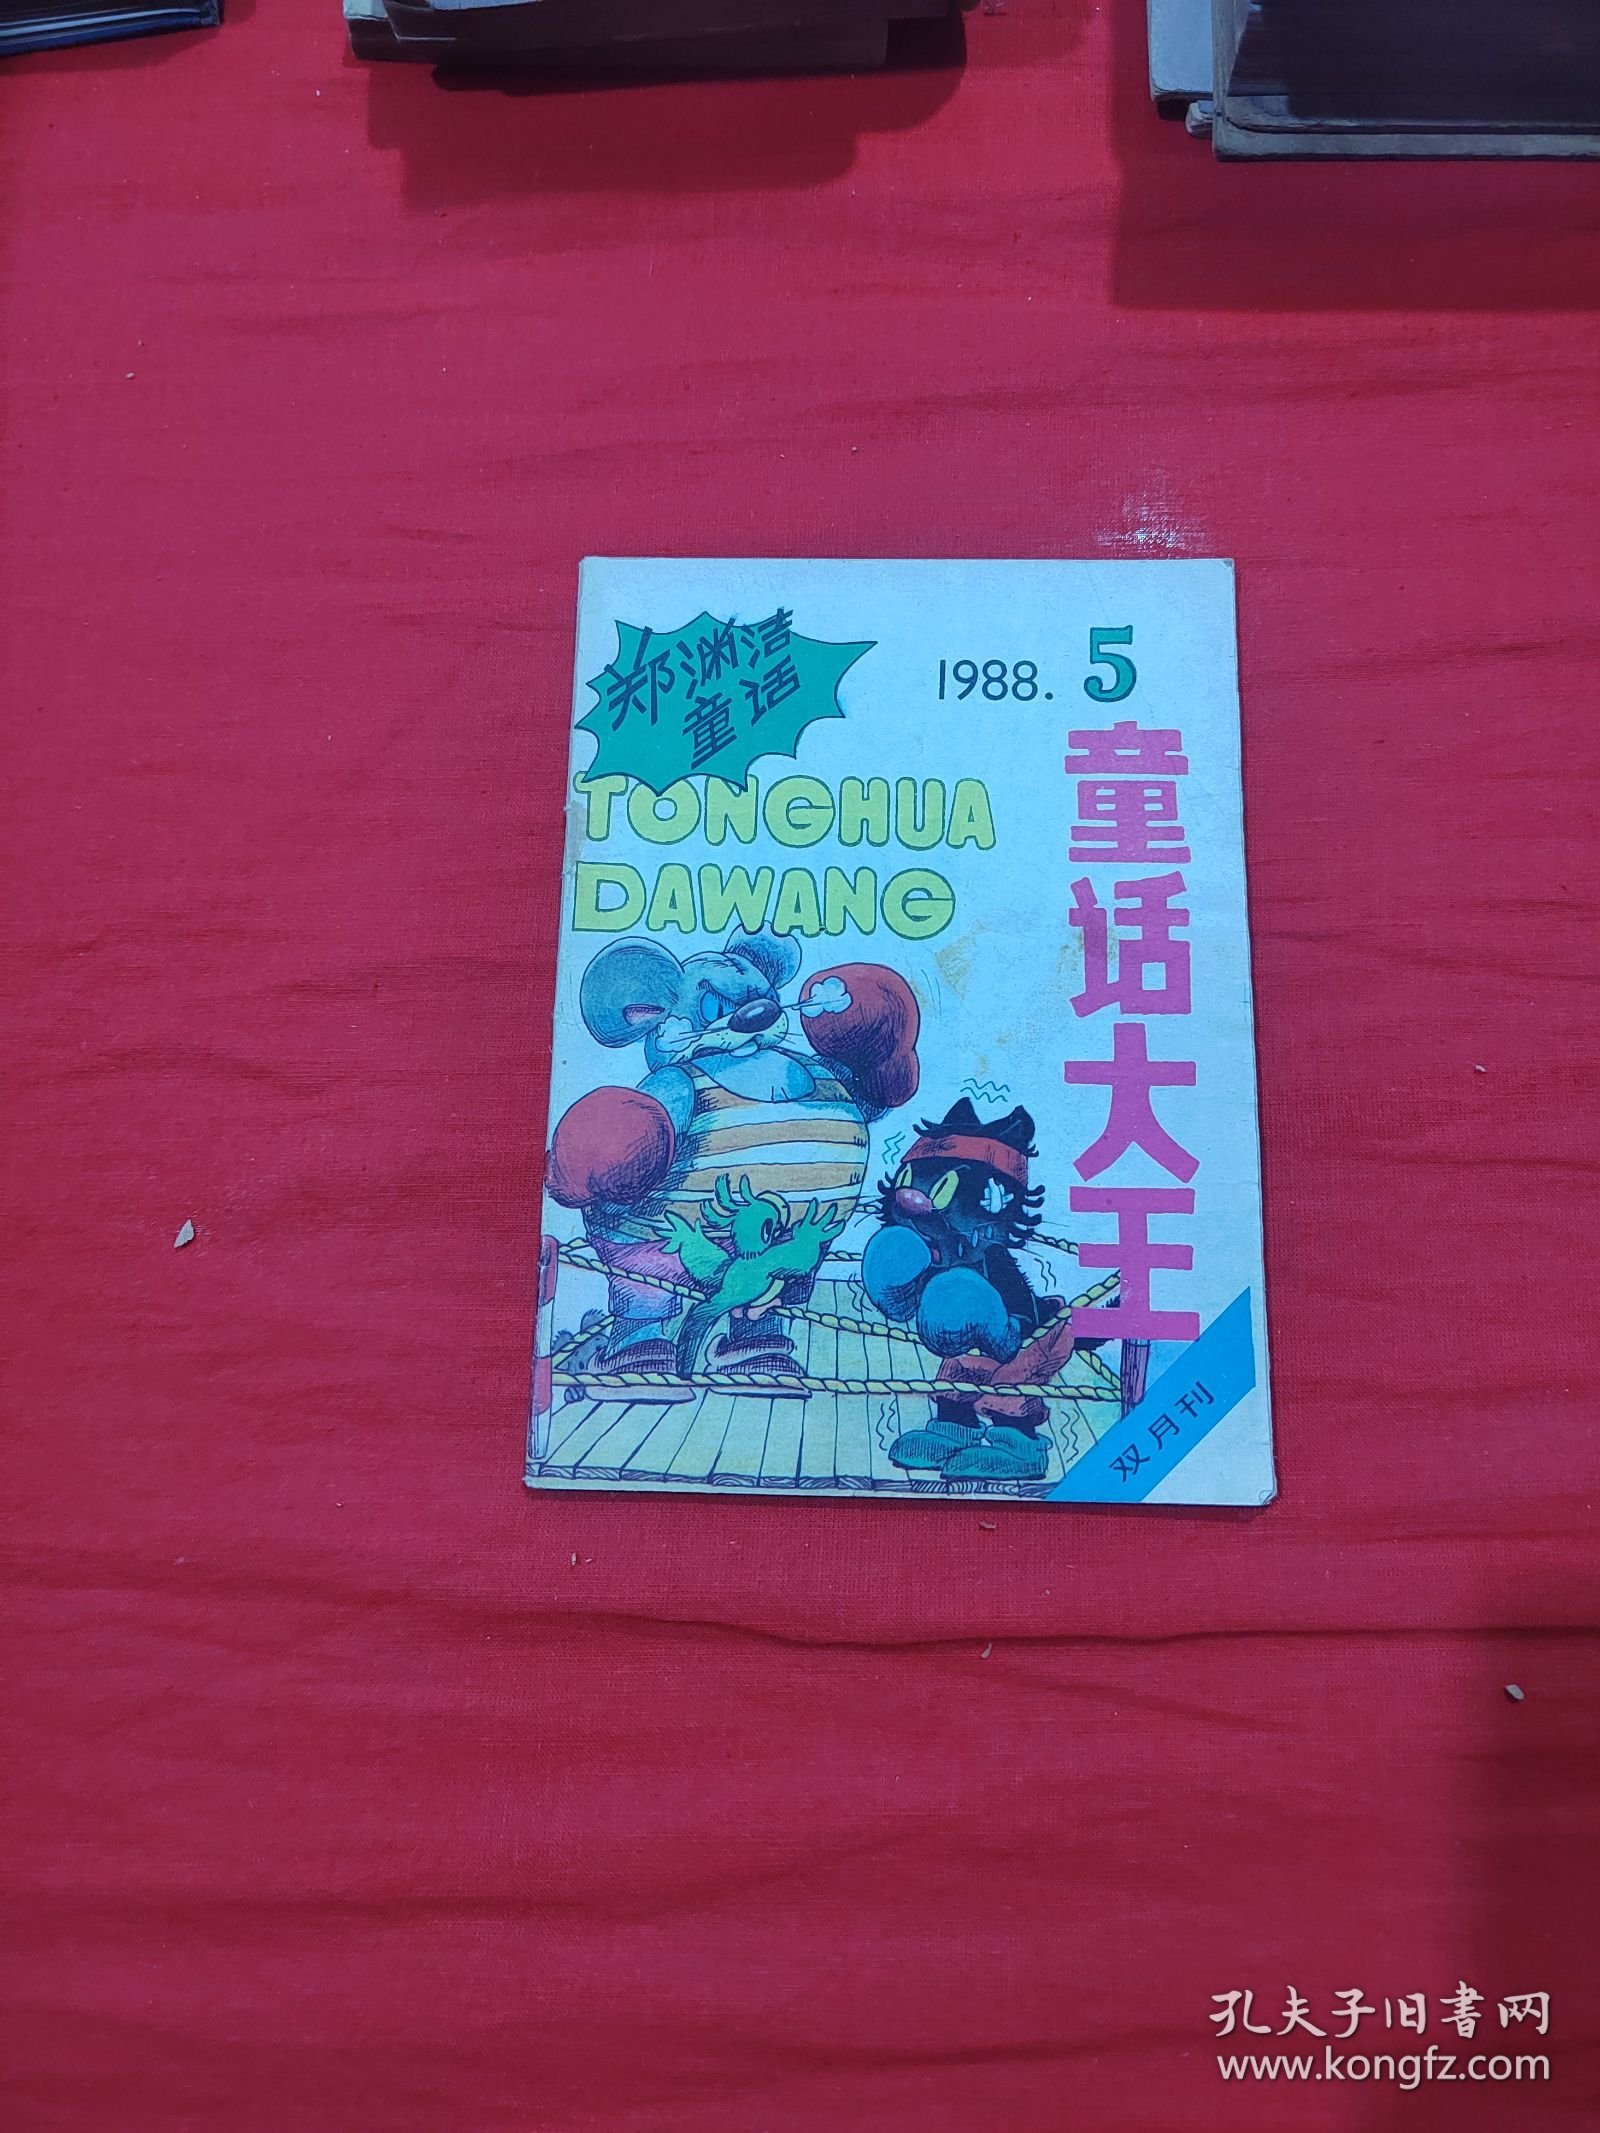 郑渊洁
童话
1988. 5
TONGHUA
DAWANG
童话大王
双月刊
孔夫子旧书网
www.kongfz.com